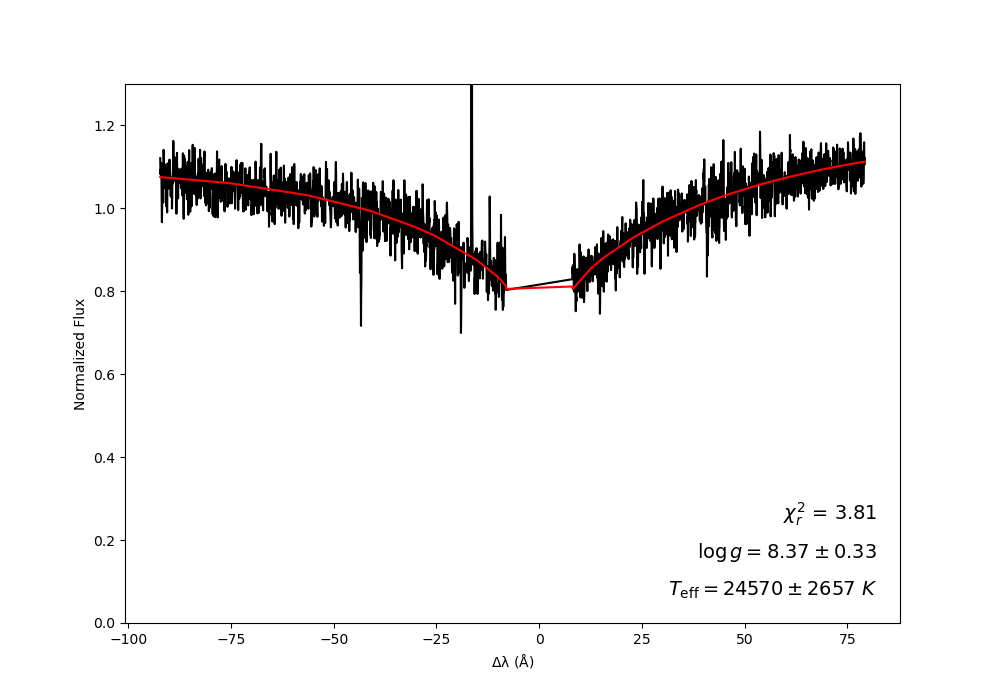 1.2
1.0
0.8
0.6
0.4
0.2
0.0
Normalized Flux
χ²ᵣ = 3.81
log g = 8.37 ± 0.33
T_eff = 24570 ± 2657 K
−100 −75 −50 −25 0 25 50 75
Δλ (Å)